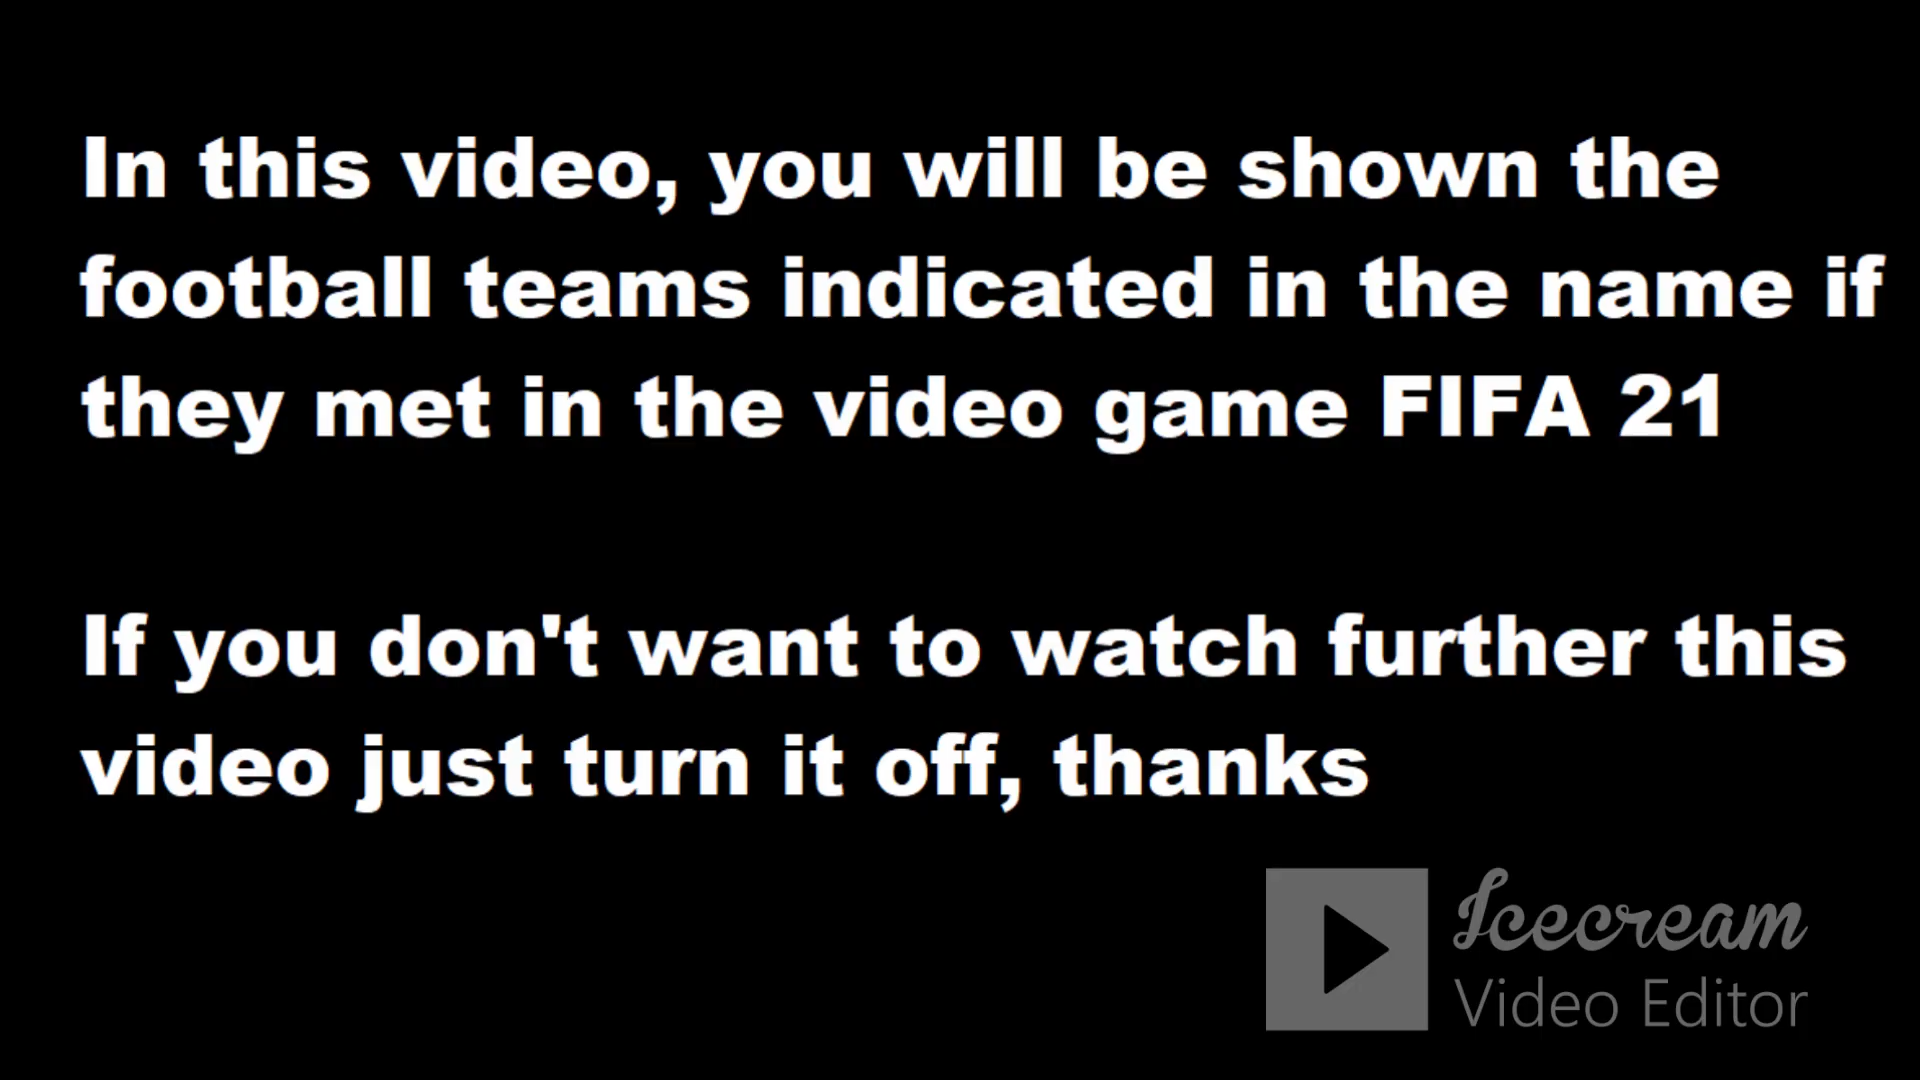 In this video, you will be shown the
football teams indicated in the name if
they met in the video game FIFA 21
If you don't want to watch further this
video just turn it off, thanks
Icecream
Video Editor